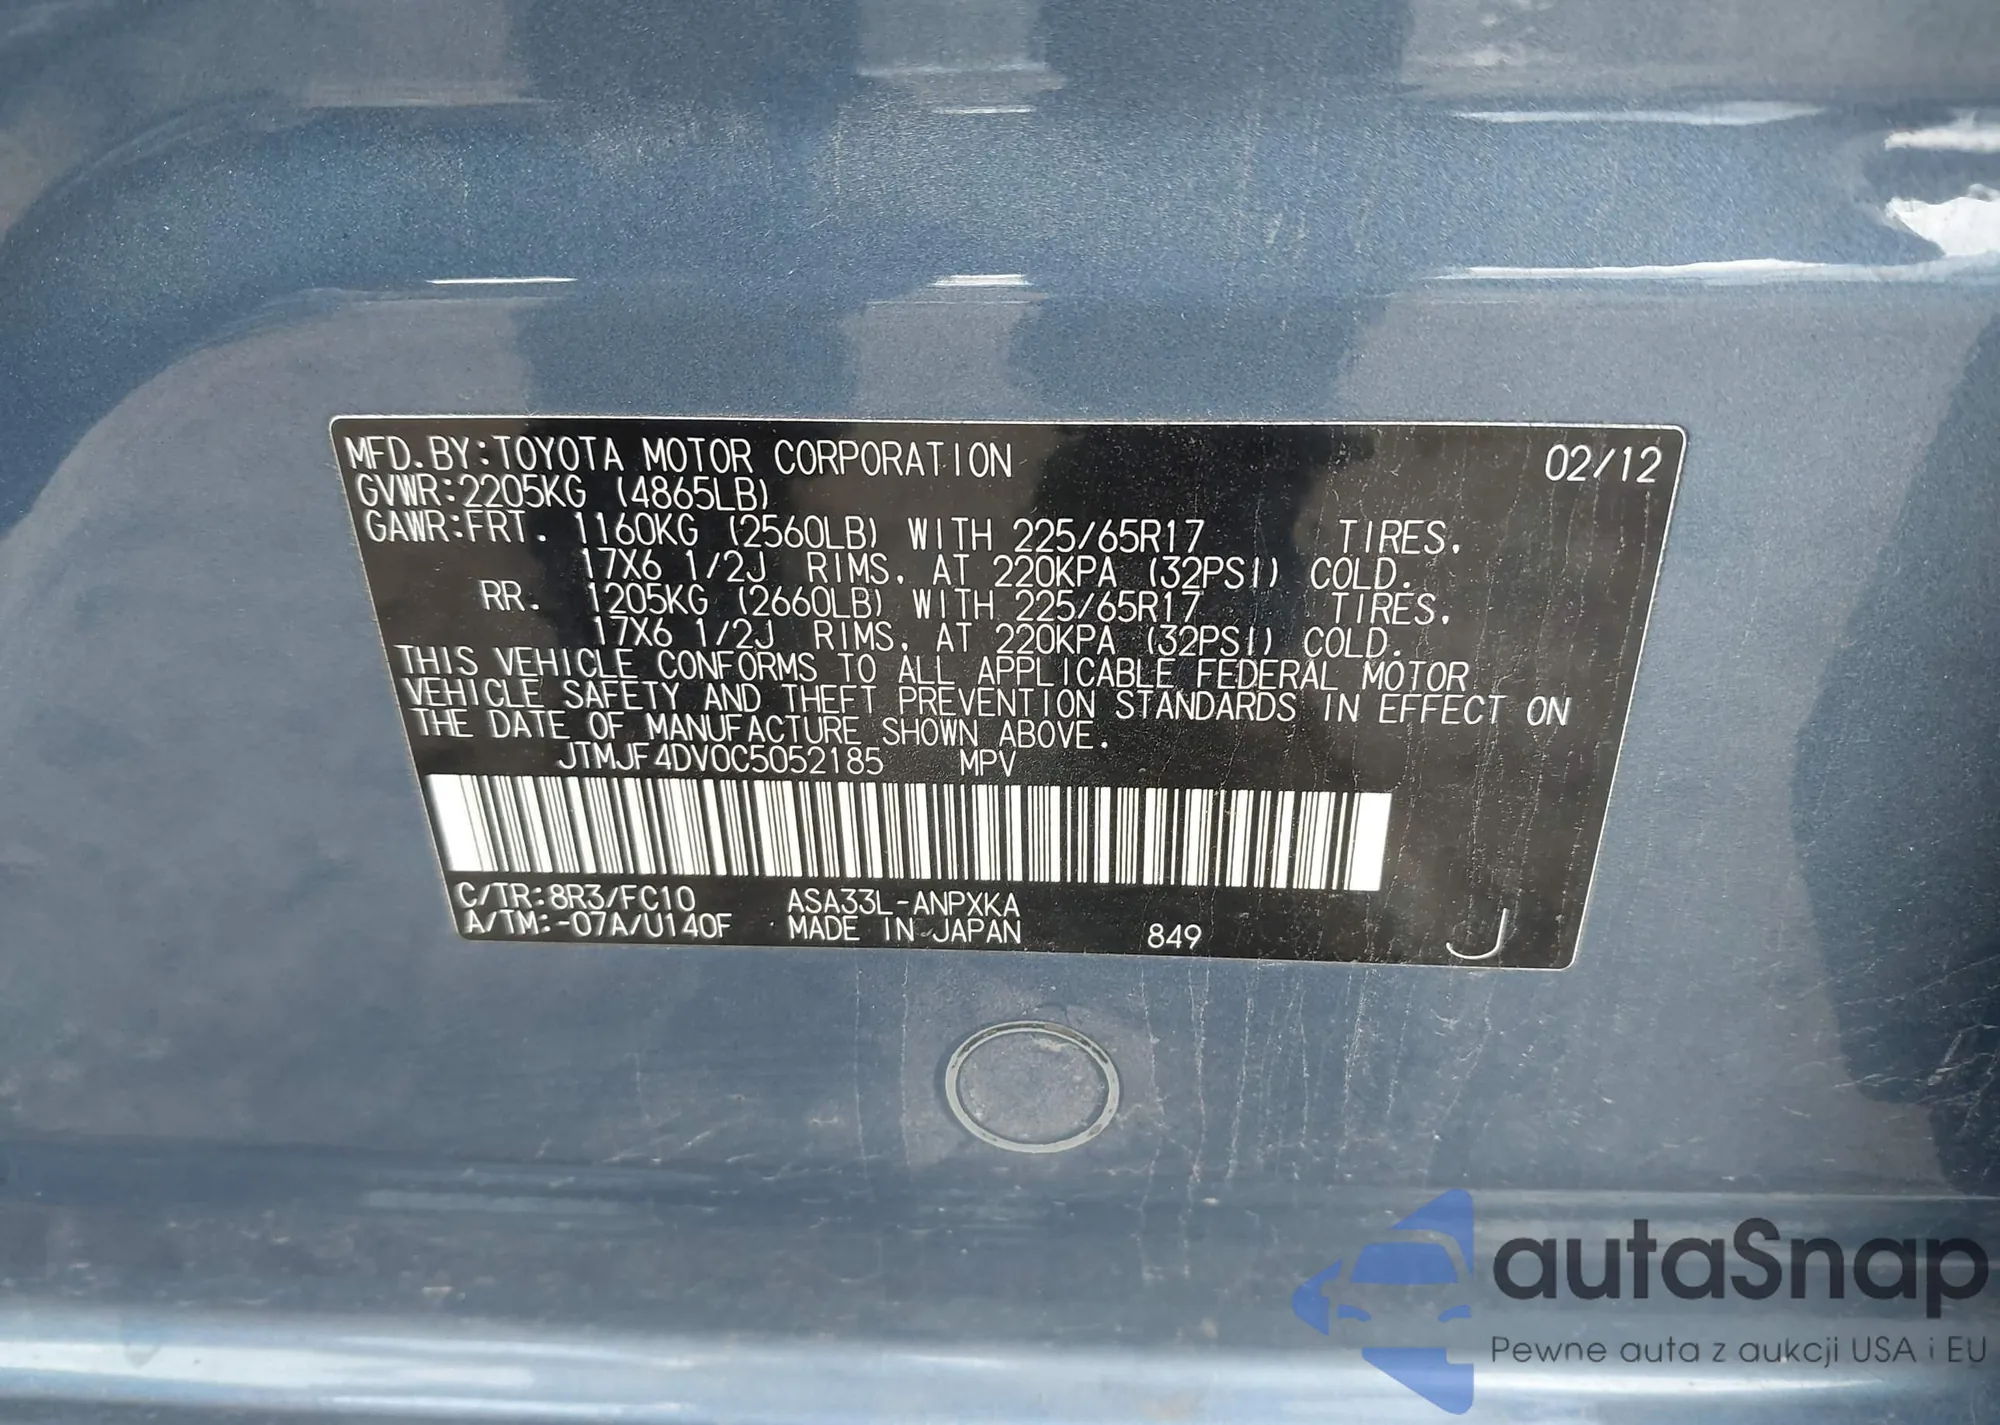 MFD.BY:TOYOTA MOTOR CORPORATION 02/12
GVWR:2205KG (4865LB)
GAWR:FRT. 1160KG (2560LB) WITH 225/65R17 TIRES,
17X6 1/2J RIMS, AT 220KPA (32PSI) COLD.
RR. 1205KG (2660LB) WITH 225/65R17 TIRES,
17X6 1/2J RIMS, AT 220KPA (32PSI) COLD.
THIS VEHICLE CONFORMS TO ALL APPLICABLE FEDERAL MOTOR
VEHICLE SAFETY AND THEFT PREVENTION STANDARDS IN EFFECT ON
THE DATE OF MANUFACTURE SHOWN ABOVE.
JTMJF4DV0C5052185 MPV
C/TR:8R3/FC10 ASA33L-ANPXKA
A/TM:-07A/U140F MADE IN JAPAN 849 J
autaSnap
Pewne auta z aukcji USA i EU